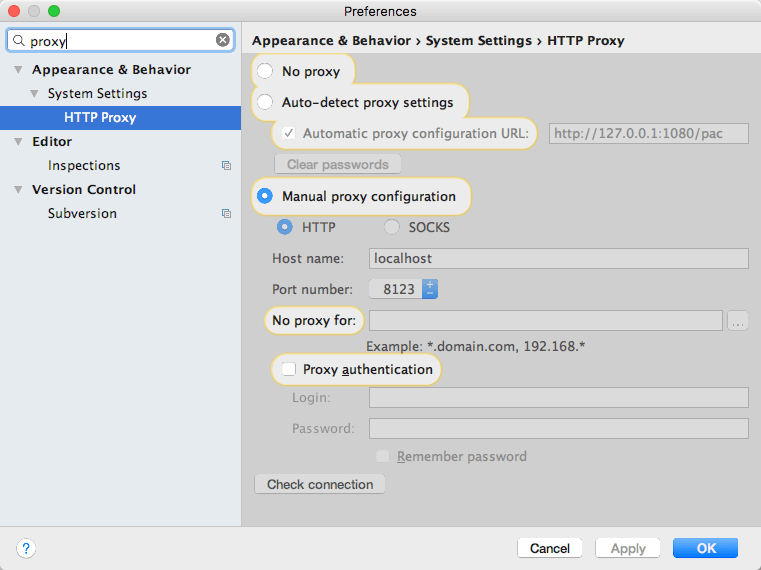 Preferences
proxy
Appearance & Behavior
System Settings
HTTP Proxy
Editor
Inspections
Version Control
Subversion
Appearance & Behavior › System Settings › HTTP Proxy
No proxy
Auto-detect proxy settings
Automatic proxy configuration URL: http://127.0.0.1:1080/pac
Clear passwords
Manual proxy configuration
HTTP SOCKS
Host name: localhost
Port number: 8123
No proxy for: ...
Example: *.domain.com, 192.168.*
Proxy authentication
Login:
Password:
Remember password
Check connection
? Cancel Apply OK